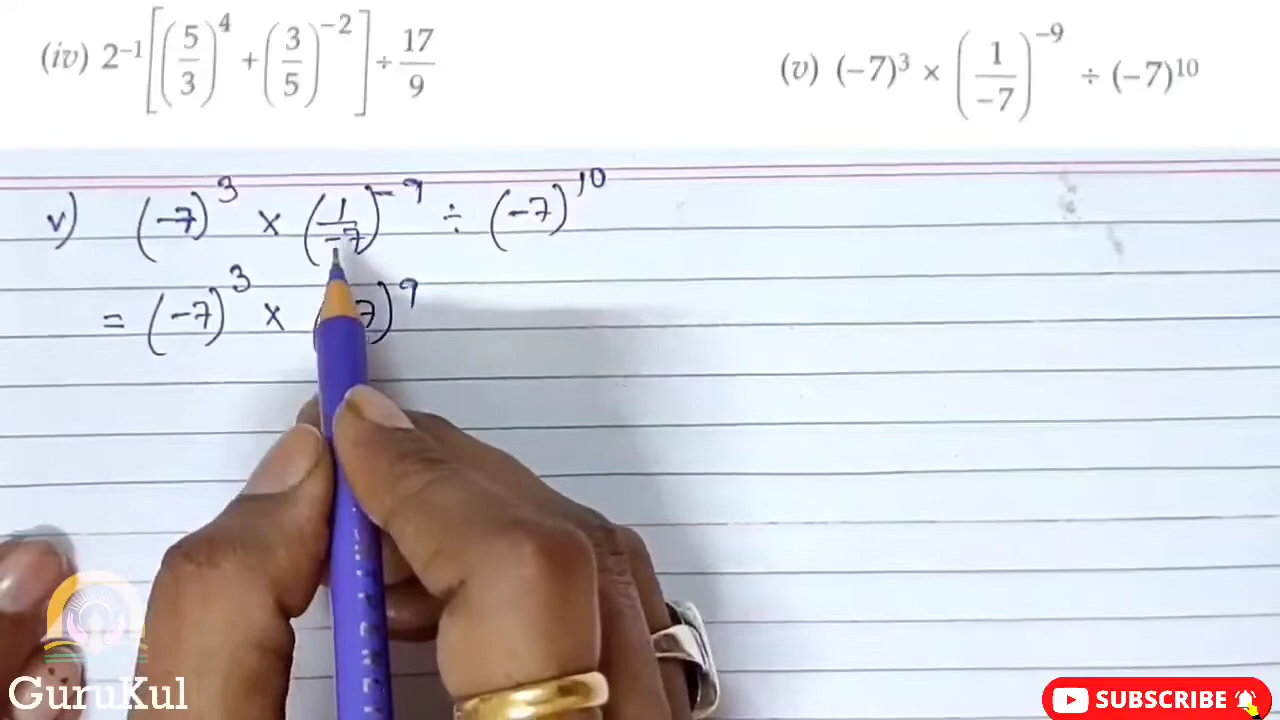 (iv) 2⁻¹[(5/3)⁴ + (3/5)⁻²] ÷ 17/9
(v) (−7)³ × (1/−7)⁻⁹ ÷ (−7)¹⁰
v) (−7)³ × (1/−7)⁻⁹ ÷ (−7)¹⁰
= (−7)³ × (−7)⁹
GuruKul
SUBSCRIBE